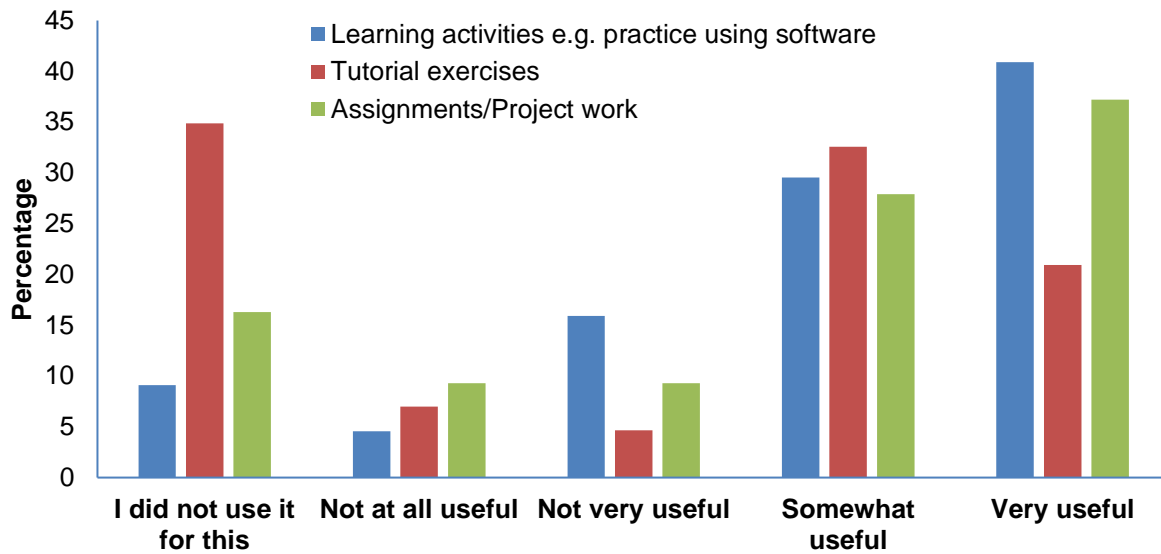 45
40
35
30
25
20
15
10
5
0
Percentage
Learning activities e.g. practice using software
Tutorial exercises
Assignments/Project work
I did not use it
for this
Not at all useful
Not very useful
Somewhat
useful
Very useful